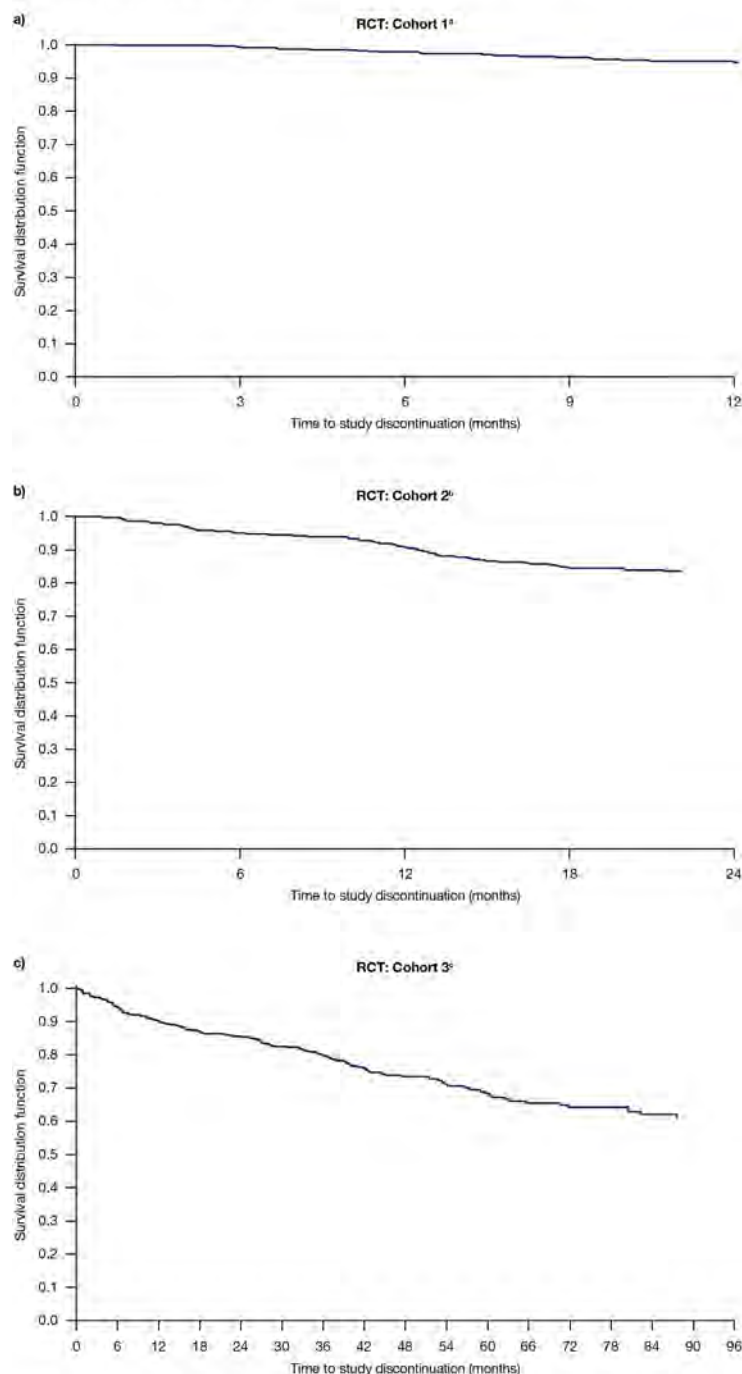 a)
RCT: Cohort 1ᵃ
Survival distribution function
1.0
0.9
0.8
0.7
0.6
0.5
0.4
0.3
0.2
0.1
0.0
0 3 6 9 12
Time to study discontinuation (months)
b)
RCT: Cohort 2ᵇ
Survival distribution function
1.0
0.9
0.8
0.7
0.6
0.5
0.4
0.3
0.2
0.1
0.0
0 6 12 18 24
Time to study discontinuation (months)
c)
RCT: Cohort 3ᶜ
Survival distribution function
1.0
0.9
0.8
0.7
0.6
0.5
0.4
0.3
0.2
0.1
0.0
0 6 12 18 24 30 36 42 48 54 60 66 72 78 84 90 96
Time to study discontinuation (months)